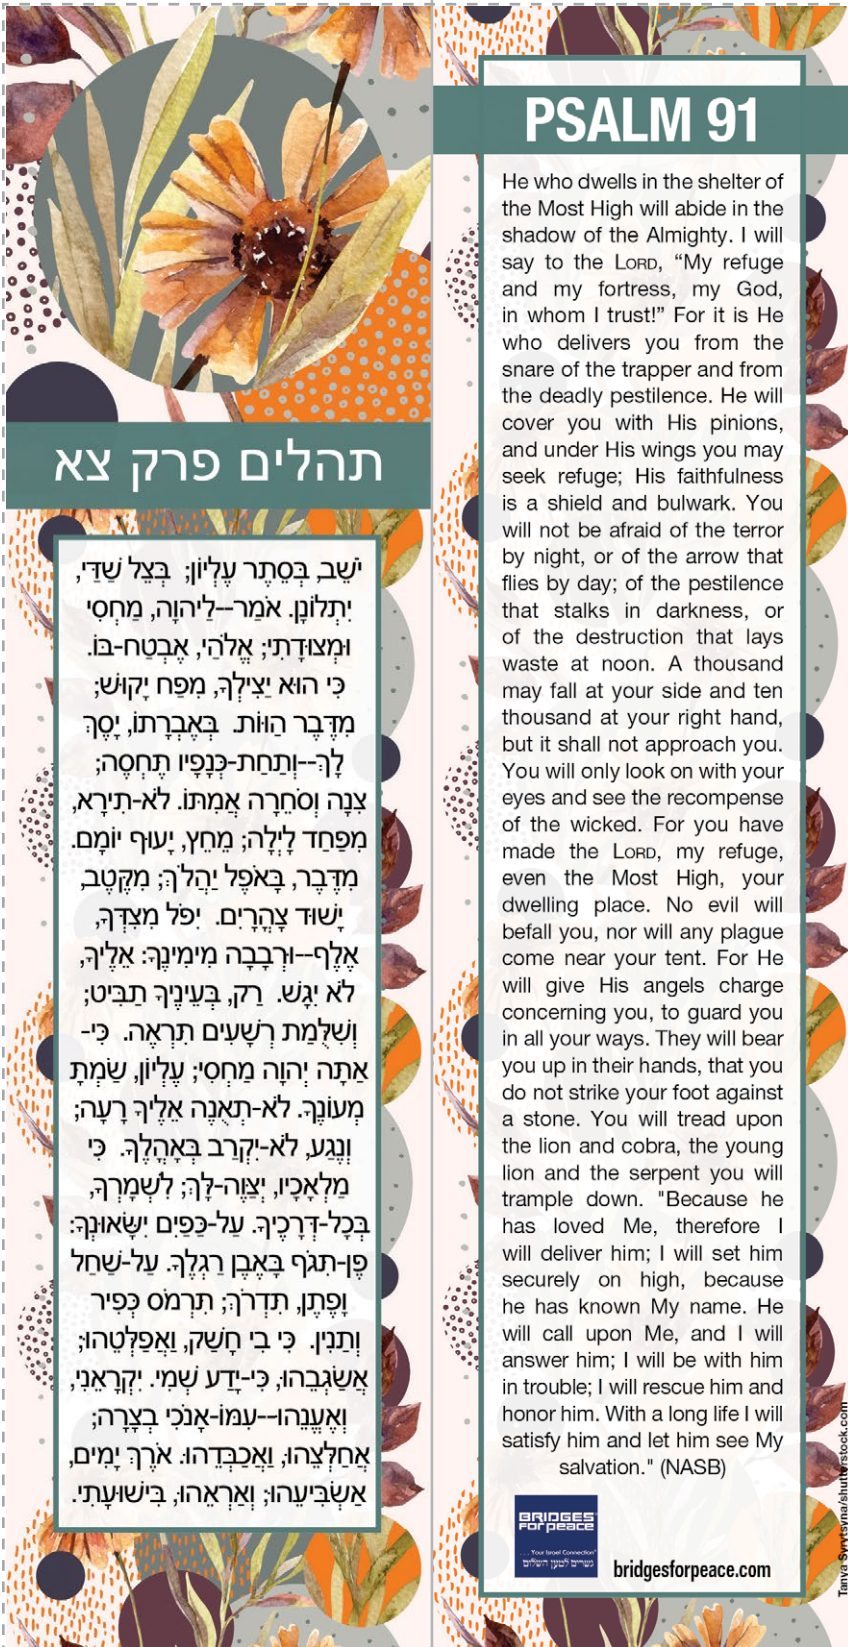 תהלים פרק צא
יֹשֵׁב, בְּסֵתֶר עֶלְיוֹן; בְּצֵל שַׁדַּי,
יִתְלוֹנָן. אֹמַר--לַיהוָה, מַחְסִי
וּמְצוּדָתִי; אֱלֹהַי, אֶבְטַח-בּוֹ.
כִּי הוּא יַצִּילְךָ, מִפַּח יָקוּשׁ;
מִדֶּבֶר הַוּוֹת. בְּאֶבְרָתוֹ, יָסֶךְ
לָךְ--וְתַחַת-כְּנָפָיו תֶּחְסֶה;
צִנָּה וְסֹחֵרָה אֲמִתּוֹ. לֹא-תִירָא,
מִפַּחַד לָיְלָה; מֵחֵץ, יָעוּף יוֹמָם.
מִדֶּבֶר, בָּאֹפֶל יַהֲלֹךְ; מִקֶּטֶב,
יָשׁוּד צָהֳרָיִם. יִפֹּל מִצִּדְּךָ,
אֶלֶף--וּרְבָבָה מִימִינֶךָ: אֵלֶיךָ,
לֹא יִגָּשׁ. רַק, בְּעֵינֶיךָ תַבִּיט;
וְשִׁלֻּמַת רְשָׁעִים תִּרְאֶה. כִּי-
אַתָּה יְהוָה מַחְסִי; עֶלְיוֹן, שַׂמְתָּ
מְעוֹנֶךָ. לֹא-תְאֻנֶּה אֵלֶיךָ רָעָה;
וְנֶגַע, לֹא-יִקְרַב בְּאָהֳלֶךָ. כִּי
מַלְאָכָיו, יְצַוֶּה-לָּךְ; לִשְׁמָרְךָ,
בְּכָל-דְּרָכֶיךָ. עַל-כַּפַּיִם יִשָּׂאוּנְךָ:
פֶּן-תִּגֹּף בָּאֶבֶן רַגְלֶךָ. עַל-שַׁחַל
וָפֶתֶן, תִּדְרֹךְ; תִּרְמֹס כְּפִיר
וְתַנִּין. כִּי בִי חָשַׁק, וַאֲפַלְּטֵהוּ;
אֲשַׂגְּבֵהוּ, כִּי-יָדַע שְׁמִי. יִקְרָאֵנִי,
וְאֶעֱנֵהוּ--עִמּוֹ-אָנֹכִי בְצָרָה;
אֲחַלְּצֵהוּ, וַאֲכַבְּדֵהוּ. אֹרֶךְ יָמִים,
אַשְׂבִּיעֵהוּ; וְאַרְאֵהוּ, בִּישׁוּעָתִי.
PSALM 91
He who dwells in the shelter of
the Most High will abide in the
shadow of the Almighty. I will
say to the LORD, “My refuge
and my fortress, my God,
in whom I trust!” For it is He
who delivers you from the
snare of the trapper and from
the deadly pestilence. He will
cover you with His pinions,
and under His wings you may
seek refuge; His faithfulness
is a shield and bulwark. You
will not be afraid of the terror
by night, or of the arrow that
flies by day; of the pestilence
that stalks in darkness, or
of the destruction that lays
waste at noon. A thousand
may fall at your side and ten
thousand at your right hand,
but it shall not approach you.
You will only look on with your
eyes and see the recompense
of the wicked. For you have
made the LORD, my refuge,
even the Most High, your
dwelling place. No evil will
befall you, nor will any plague
come near your tent. For He
will give His angels charge
concerning you, to guard you
in all your ways. They will bear
you up in their hands, that you
do not strike your foot against
a stone. You will tread upon
the lion and cobra, the young
lion and the serpent you will
trample down. "Because he
has loved Me, therefore I
will deliver him; I will set him
securely on high, because
he has known My name. He
will call upon Me, and I will
answer him; I will be with him
in trouble; I will rescue him and
honor him. With a long life I will
satisfy him and let him see My
salvation." (NASB)
BRIDGES
FOR PEACE
...Your Israel Connection
גשרים למען השלום
bridgesforpeace.com
Tanya Syrytsyna/shutterstock.com